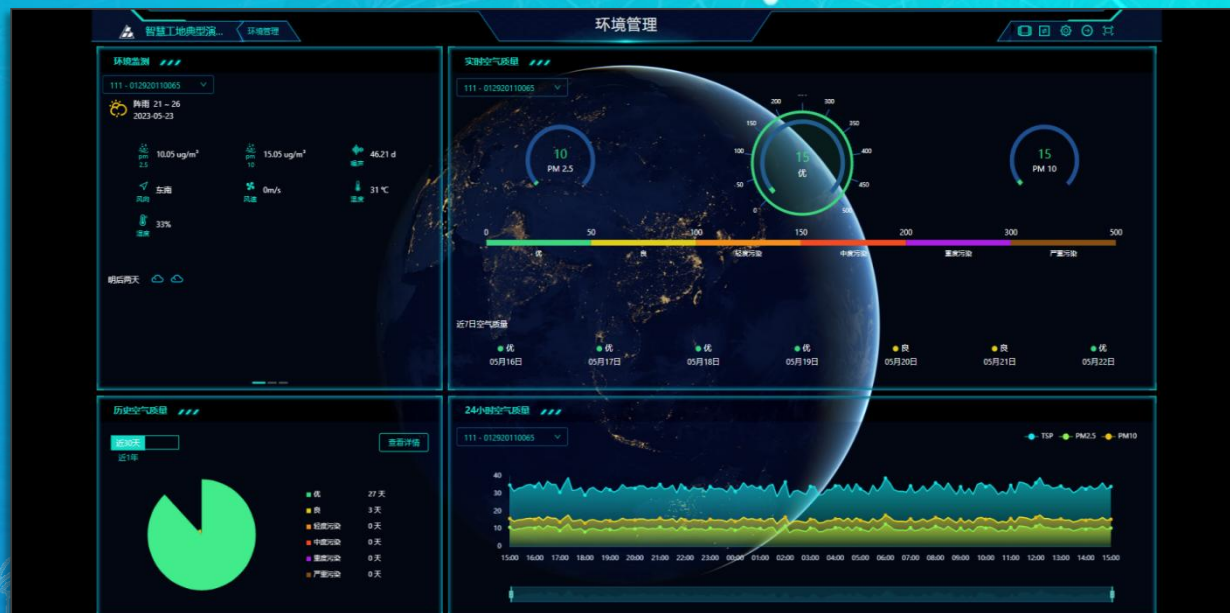 环境管理
智慧工地典型演...
环境管理
环境监测
111 - 012920110065
阵雨 21 ~ 26
2023-05-23
pm
2.5
10.05 ug/m³
pm
10
15.05 ug/m³
噪声
46.21 d
风向
东南
风速
0m/s
温度
31 ℃
湿度
33%
明后两天
实时空气质量
111 - 012920110065
10
PM 2.5
0
50
100
150
200
300
350
400
450
500
15
优
15
PM 10
0 50 100 150 200 300 500
优 良 轻度污染 中度污染 重度污染 严重污染
近7日空气质量
优 优 优 优 良 良 优
05月16日 05月17日 05月18日 05月19日 05月20日 05月21日 05月22日
历史空气质量
近30天
近1年
查看详情
优 27 天
良 3 天
轻度污染 0 天
中度污染 0 天
重度污染 0 天
严重污染 0 天
24小时空气质量
111 - 012920110065
TSP PM2.5 PM10
40
30
20
10
0
15:00 16:00 17:00 18:00 19:00 20:00 21:00 22:00 23:00 00:00 01:00 02:00 03:00 04:00 05:00 06:00 07:00 08:00 09:00 10:00 11:00 12:00 13:00 14:00 15:00